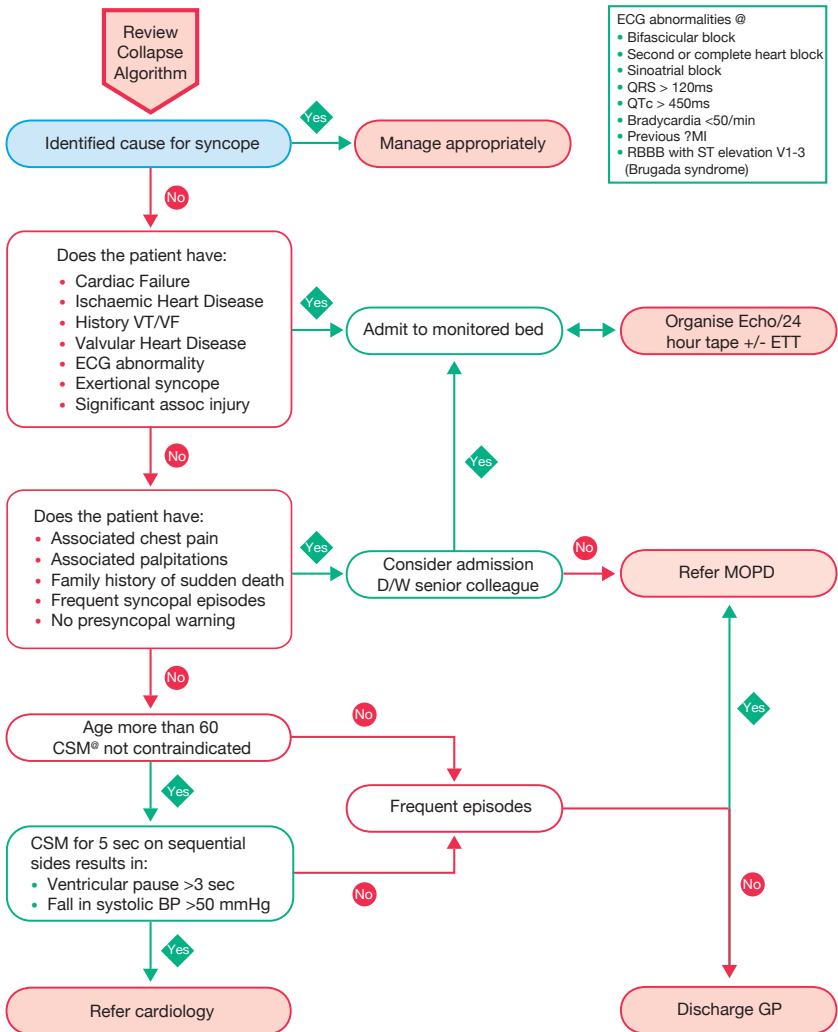 Review
Collapse
Algorithm
ECG abnormalities @
• Bifascicular block
• Second or complete heart block
• Sinoatrial block
• QRS > 120ms
• QTc > 450ms
• Bradycardia <50/min
• Previous ?MI
• RBBB with ST elevation V1-3
(Brugada syndrome)
Identified cause for syncope
Yes
Manage appropriately
No
Does the patient have:
• Cardiac Failure
• Ischaemic Heart Disease
• History VT/VF
• Valvular Heart Disease
• ECG abnormality
• Exertional syncope
• Significant assoc injury
Yes
Admit to monitored bed
Organise Echo/24
hour tape +/- ETT
No
Yes
Does the patient have:
• Associated chest pain
• Associated palpitations
• Family history of sudden death
• Frequent syncopal episodes
• No presyncopal warning
Yes
Consider admission
D/W senior colleague
No
Refer MOPD
No
Age more than 60
CSM@ not contraindicated
No
Yes
Yes
Frequent episodes
CSM for 5 sec on sequential
sides results in:
• Ventricular pause >3 sec
• Fall in systolic BP >50 mmHg
No
No
Yes
Refer cardiology
Discharge GP